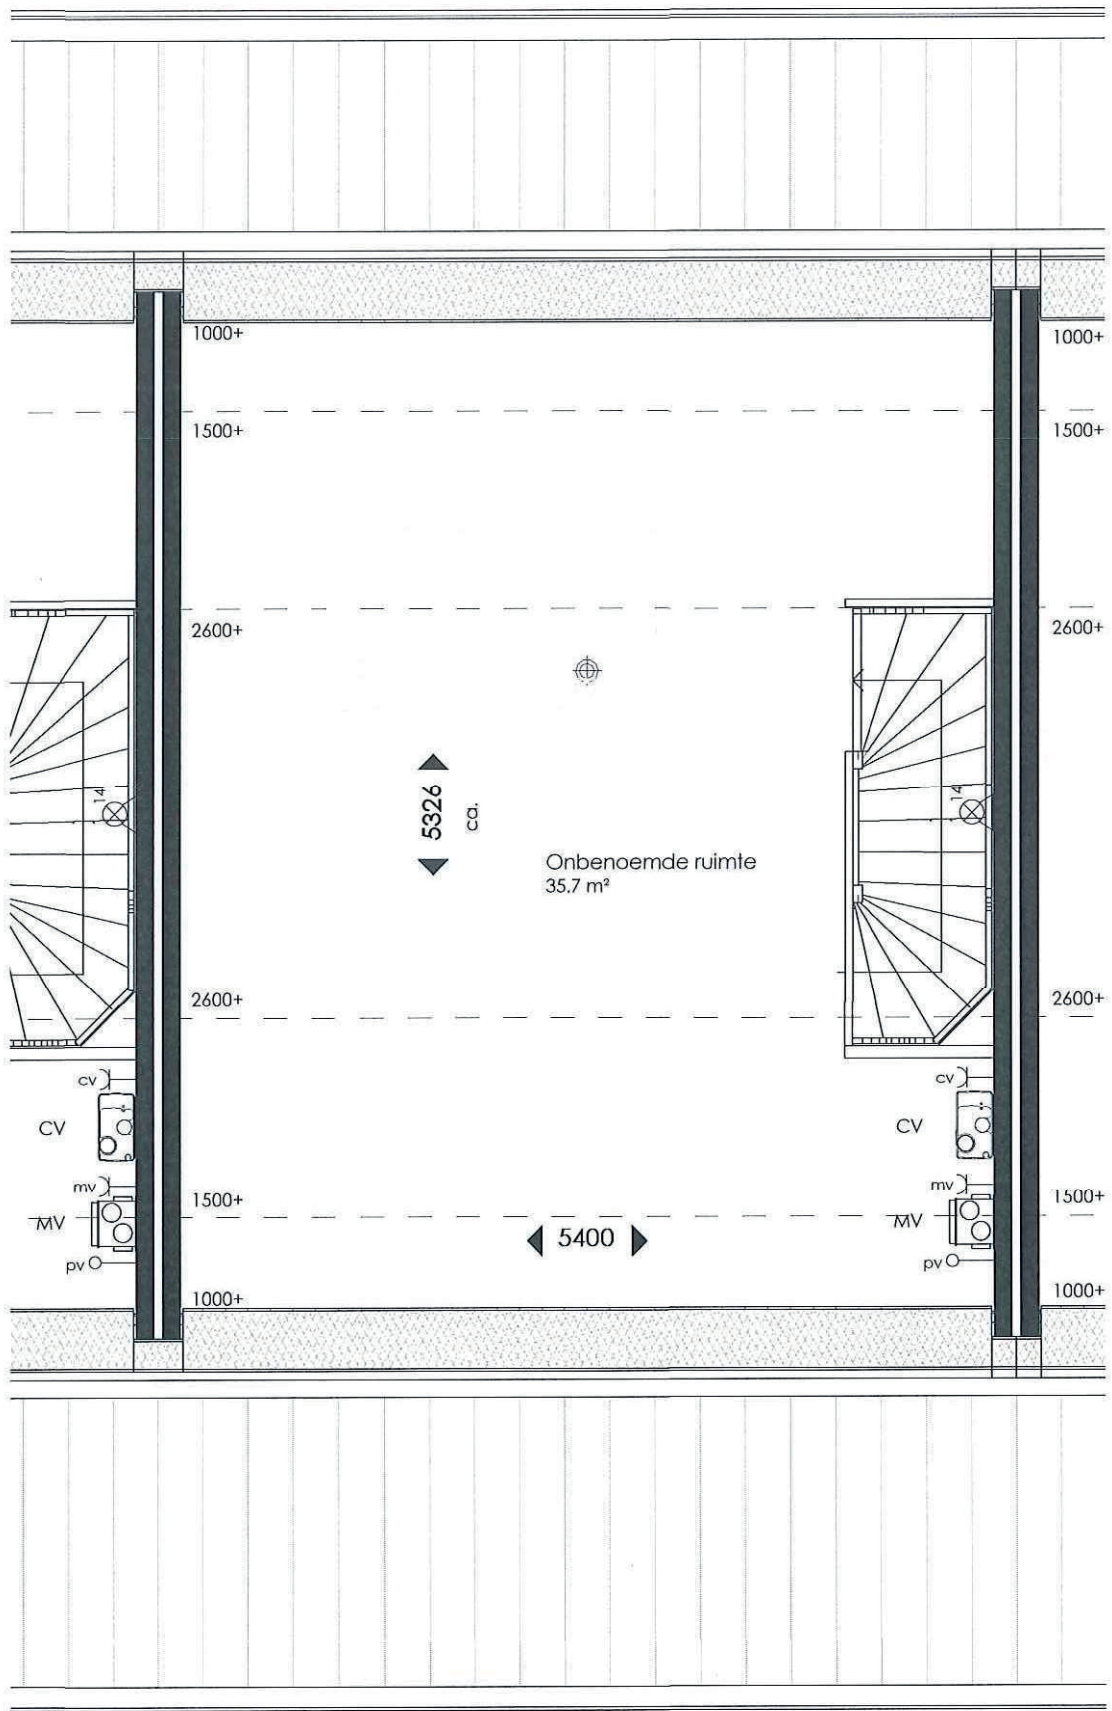 1000+
1000+
1500+
1500+
2600+
2600+
14
5326
ca.
14
Onbenoemde ruimte
35.7 m²
2600+
2600+
cv
cv
CV
CV
mv
mv
1500+
1500+
MV
MV
5400
pv
pv
1000+
1000+